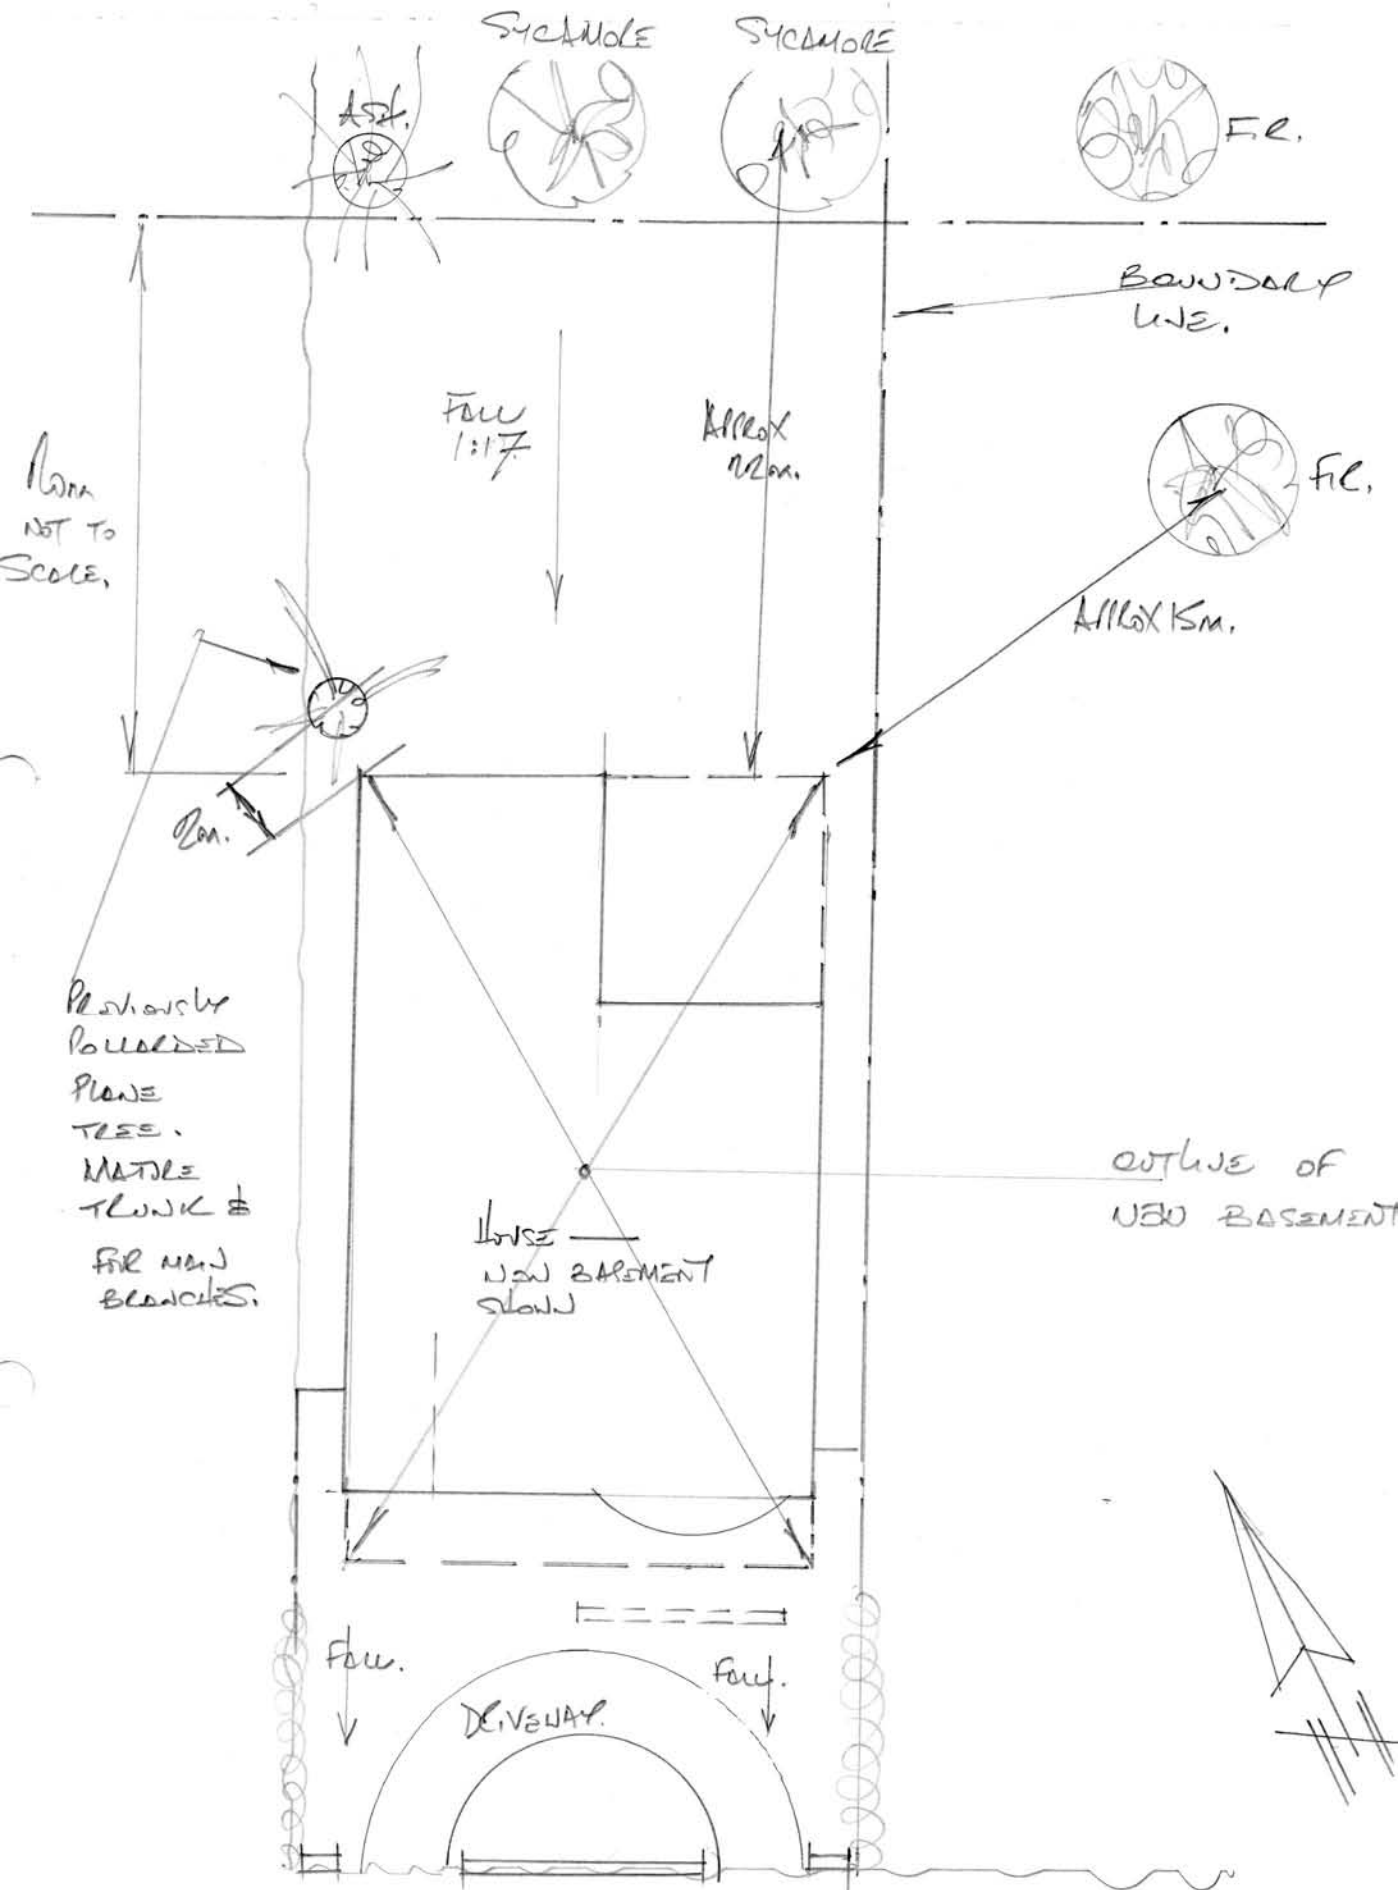 SYCAMORE
SYCAMORE
ASH.
FIR.
BOUNDARY
LINE.
FALL
1:17
APPROX
22m.
NOT TO
SCALE.
FIR.
APPROX 15m.
2m.
PREVIOUSLY
POLLARDED
PLANE
TREE.
MATURE
TRUNK &
FOR MAIN
BRANCHES.
OUTLINE OF
NEW BASEMENT
HOUSE
NEW BASEMENT
SHOWN
FALL.
FALL.
DRIVEWAY.